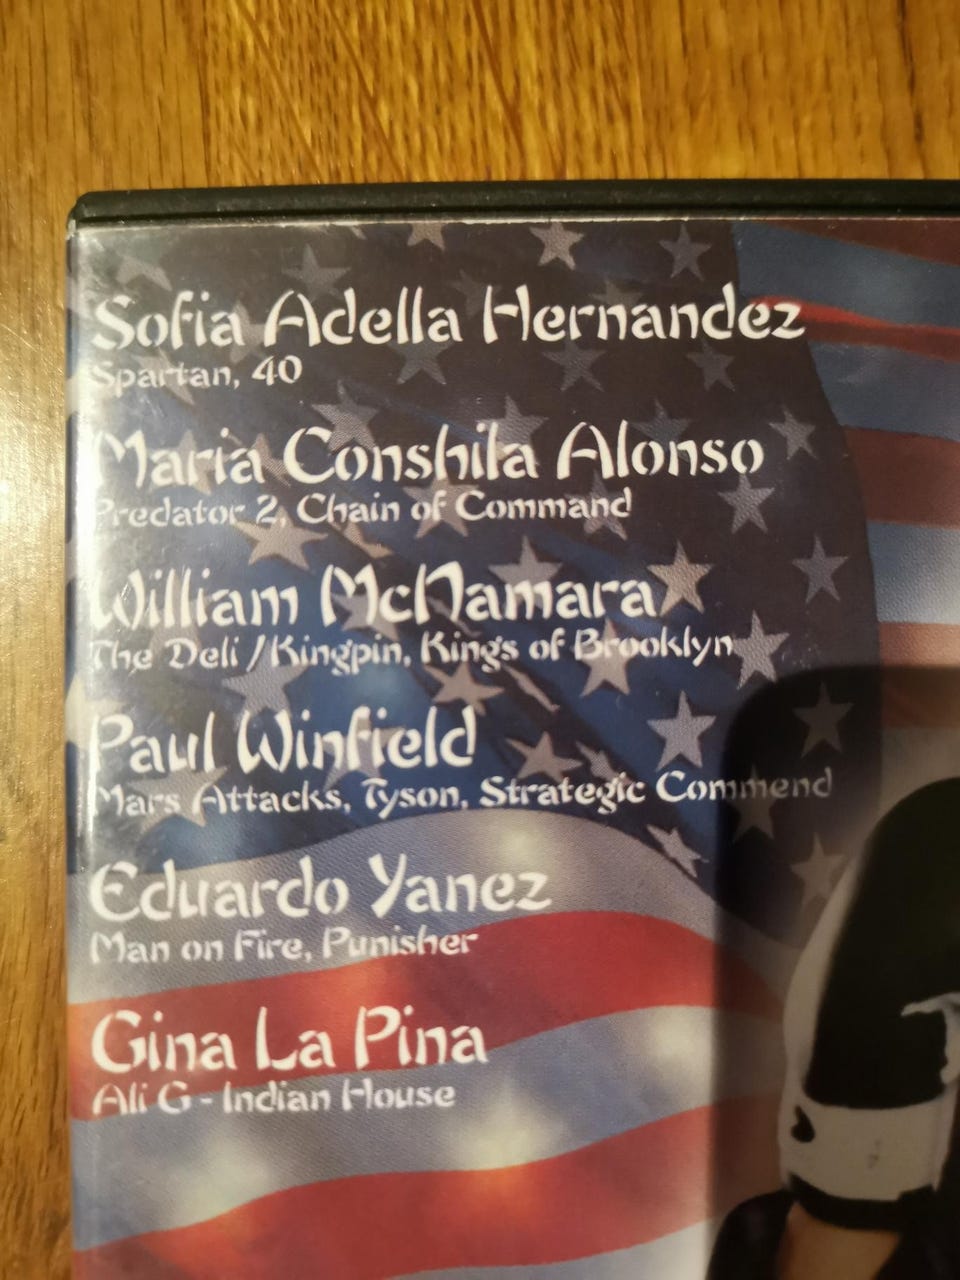 Sofia Adella Hernandez
Spartan, 40
Maria Conshita Alonso
Predator 2, Chain of Command
William McNamara
The Deli / Kingpin, Kings of Brooklyn
Paul Winfield
Mars Attacks, Tyson, Strategic Commend
Eduardo Yanez
Man on Fire, Punisher
Gina La Pina
Ali G - Indian House